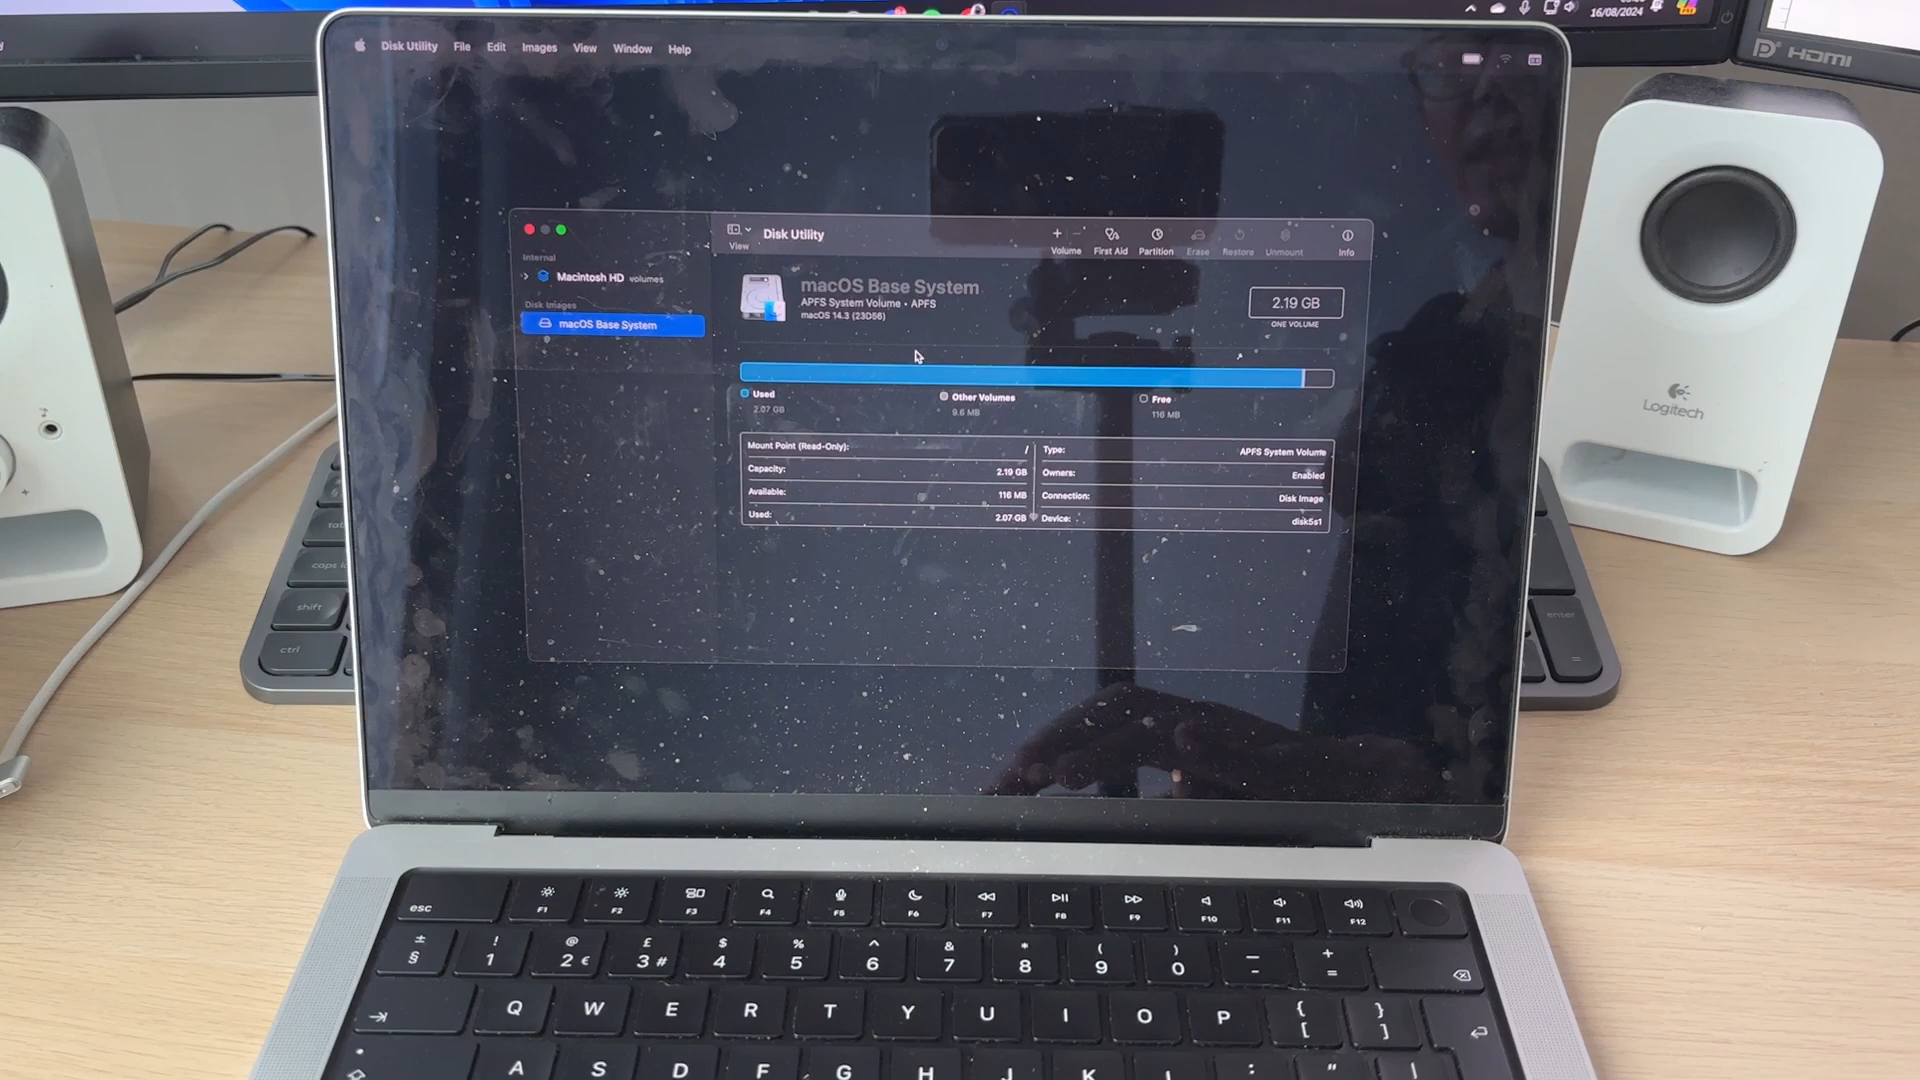 16/08/2024
HDMI
Disk Utility File Edit Images View Window Help
Disk Utility
View
Volume First Aid Partition Erase Restore Unmount Info
Internal
Macintosh HD volumes
Disk Images
macOS Base System
macOS Base System
APFS System Volume • APFS
macOS 14.3 (23D56)
2.19 GB
ONE VOLUME
Used
2.07 GB
Other Volumes
9.6 MB
Free
116 MB
Mount Point (Read-Only): /
Capacity: 2.19 GB
Available: 116 MB
Used: 2.07 GB
Type: APFS System Volume
Owners: Enabled
Connection: Disk Image
Device: disk5s1
Logitech
shift
ctrl
enter
esc F1 F2 F3 F4 F5 F6 F7 F8 F9 F10 F11 F12
± ! @ £ $ % ^ & * ( ) _ +
§ 1 2 € 3 # 4 5 6 7 8 9 0 - =
Q W E R T Y U I O P { [ } ]
A S D F G H J K L : "